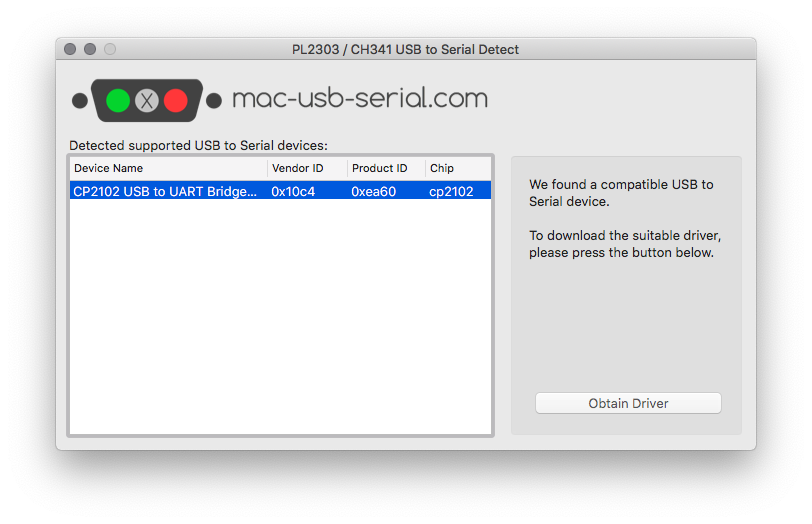 PL2303 / CH341 USB to Serial Detect
X
mac-usb-serial.com
Detected supported USB to Serial devices:
Device Name Vendor ID Product ID Chip
CP2102 USB to UART Bridge... 0x10c4 0xea60 cp2102
We found a compatible USB to
Serial device.
To download the suitable driver,
please press the button below.
Obtain Driver